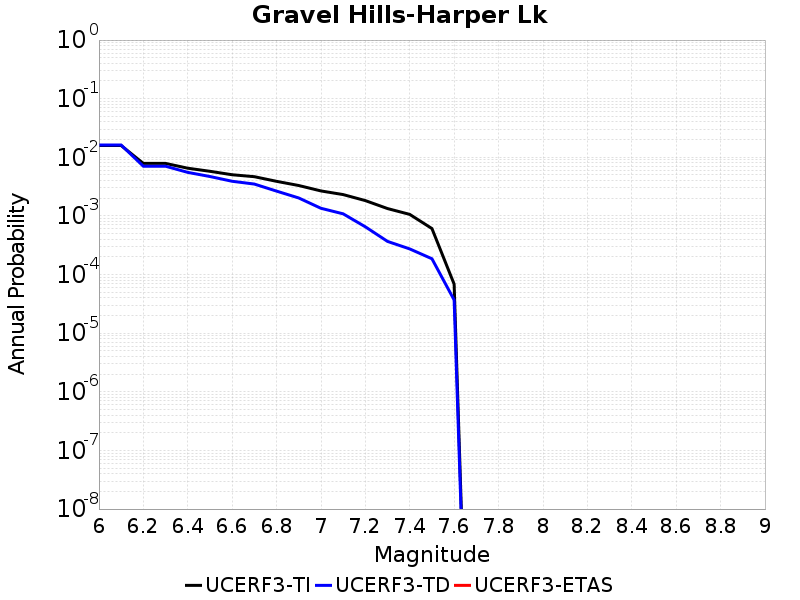 Gravel Hills-Harper Lk
Annual Probability
10^0
10^-1
10^-2
10^-3
10^-4
10^-5
10^-6
10^-7
10^-8
6 6.2 6.4 6.6 6.8 7 7.2 7.4 7.6 7.8 8 8.2 8.4 8.6 8.8 9
Magnitude
UCERF3-TI UCERF3-TD UCERF3-ETAS